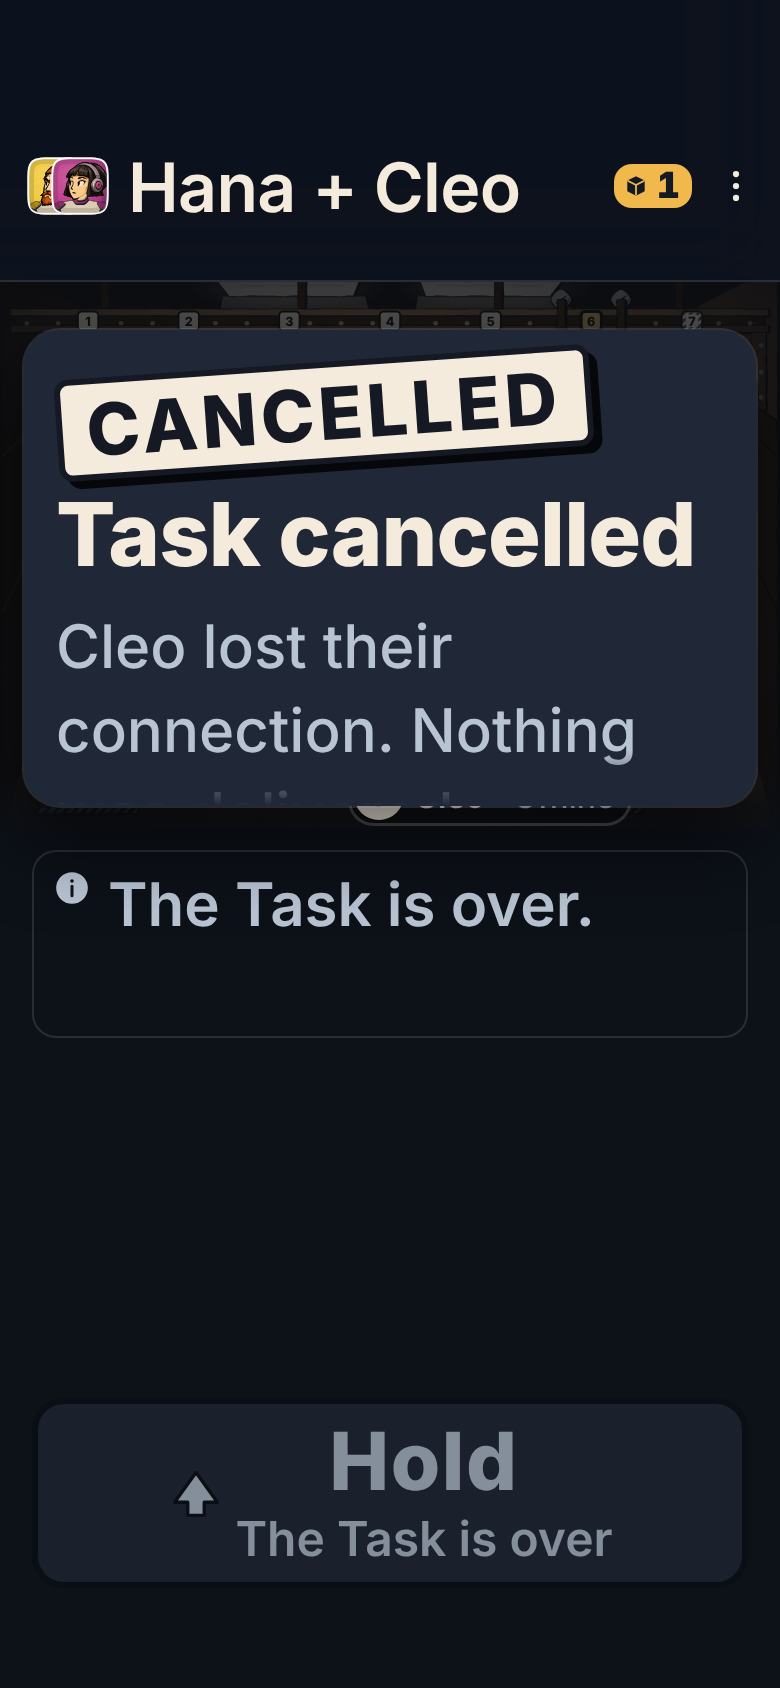 Hana + Cleo
1
1 2 3 4 5 6 7
CANCELLED
Task cancelled
Cleo lost their
connection. Nothing
The Task is over.
Hold
The Task is over